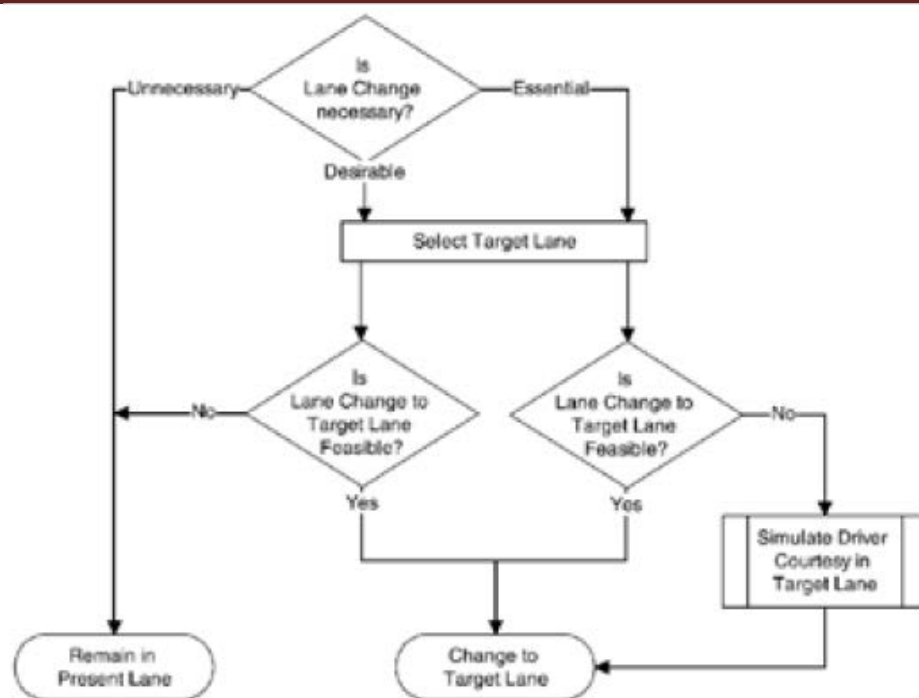 Is
Lane Change
necessary?
Unnecessary
Essential
Desirable
Select Target Lane
Is
Lane Change to
Target Lane
Feasible?
No
Yes
Is
Lane Change to
Target Lane
Feasible?
No
Yes
Simulate Driver
Courtesy in
Target Lane
Remain in
Present Lane
Change to
Target Lane